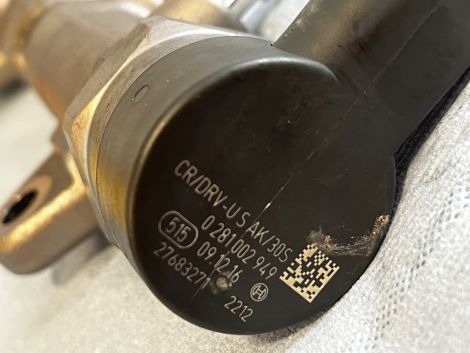 CR/DRV-U S AK/30S
0 281 002 949
515 09.12.16
27683271 2212